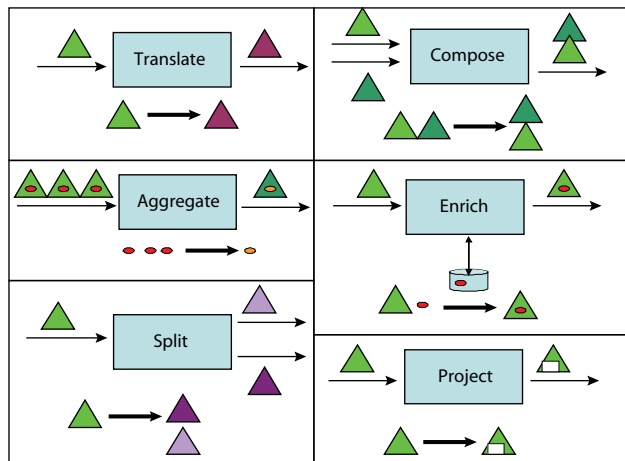 Translate
Compose
Aggregate
Enrich
Split
Project